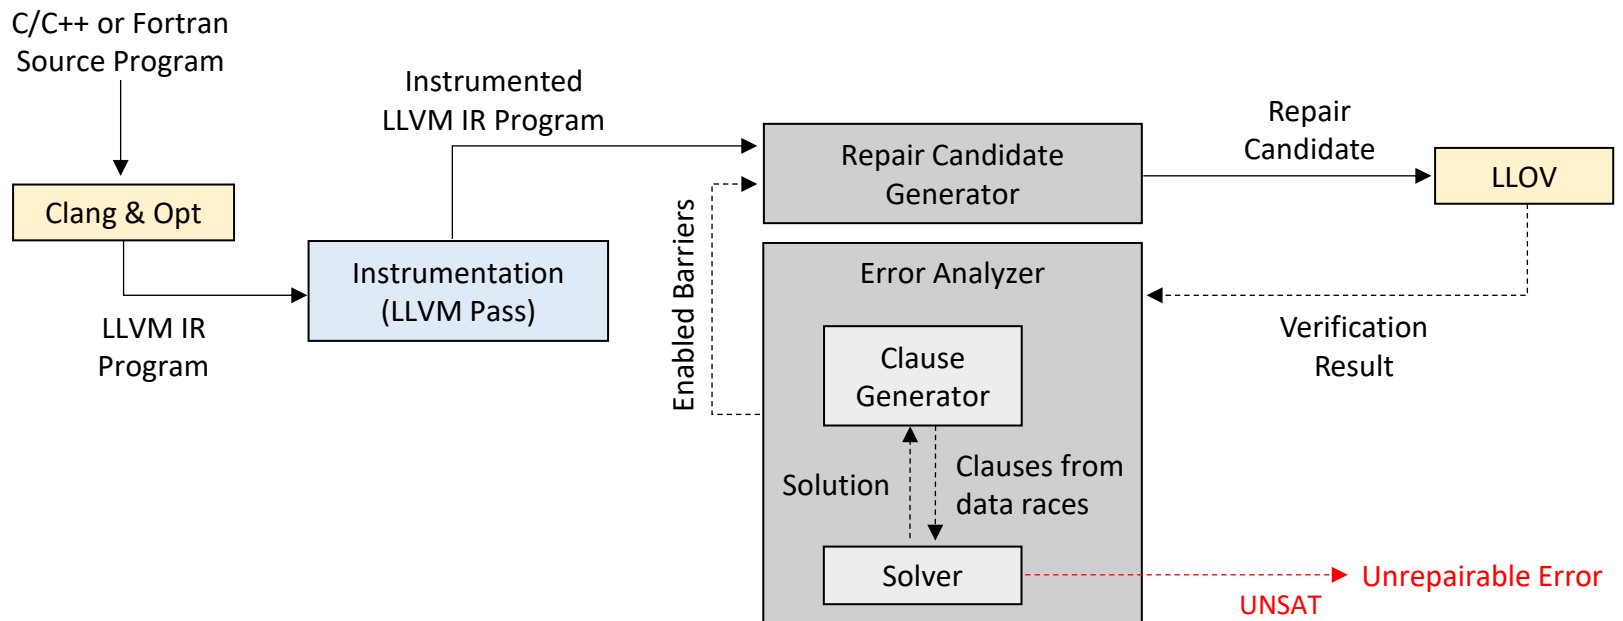 C/C++ or Fortran
Source Program
Clang & Opt
LLVM IR
Program
Instrumentation
(LLVM Pass)
Instrumented
LLVM IR Program
Repair Candidate
Generator
Repair
Candidate
LLOV
Verification
Result
Enabled Barriers
Error Analyzer
Clause
Generator
Solution
Clauses from
data races
Solver
UNSAT
Unrepairable Error